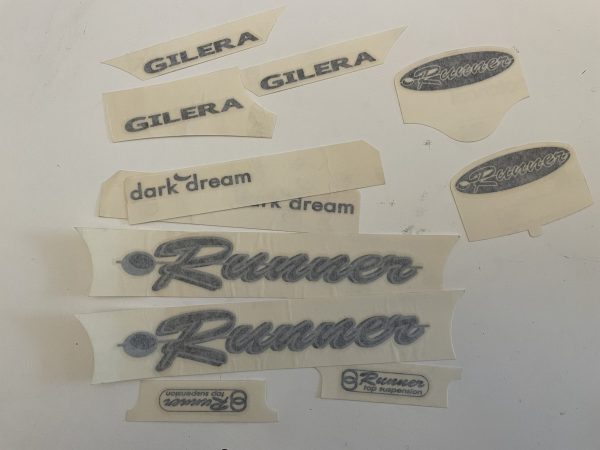 GILERA
GILERA
GILERA
Runner
Runner
dark dream
dark dream
Runner
Runner
Runner
top suspension
Runner
top suspension